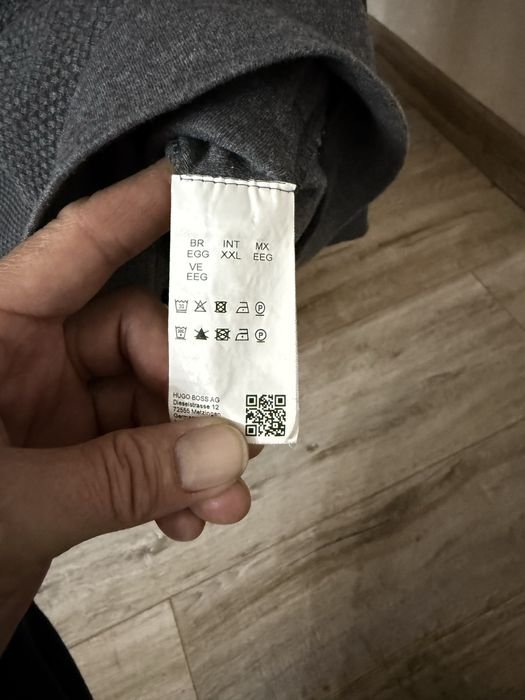 BR INT MX
EGG XXL EEG
VE
EEG
HUGO BOSS AG
Dieselstrasse 12
72555 Metzingen